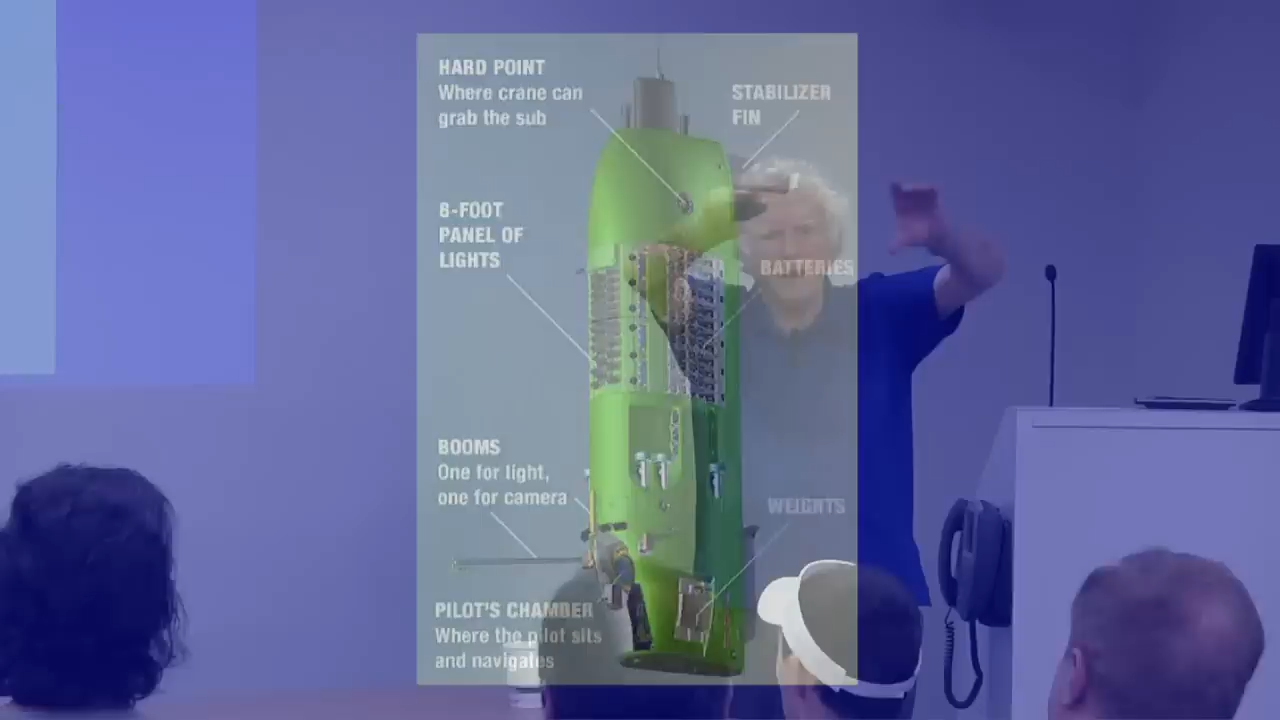 HARD POINT
Where crane can
grab the sub
STABILIZER
FIN
8-FOOT
PANEL OF
LIGHTS
BATTERIES
BOOMS
One for light,
one for camera
WEIGHTS
PILOT'S CHAMBER
Where the pilot sits
and navigates